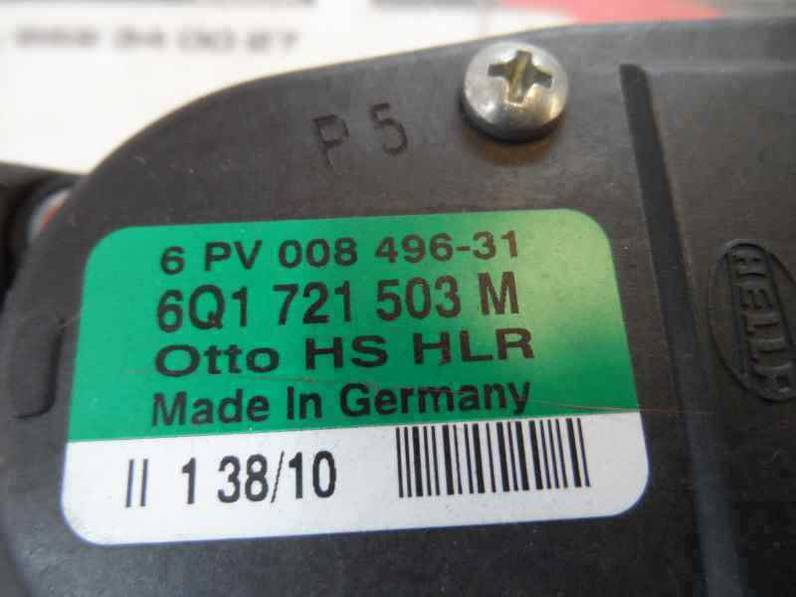 P 5
6 PV 008 496-31
6Q1 721 503 M
Otto HS HLR
Made In Germany
II 1 38/10
HELLA